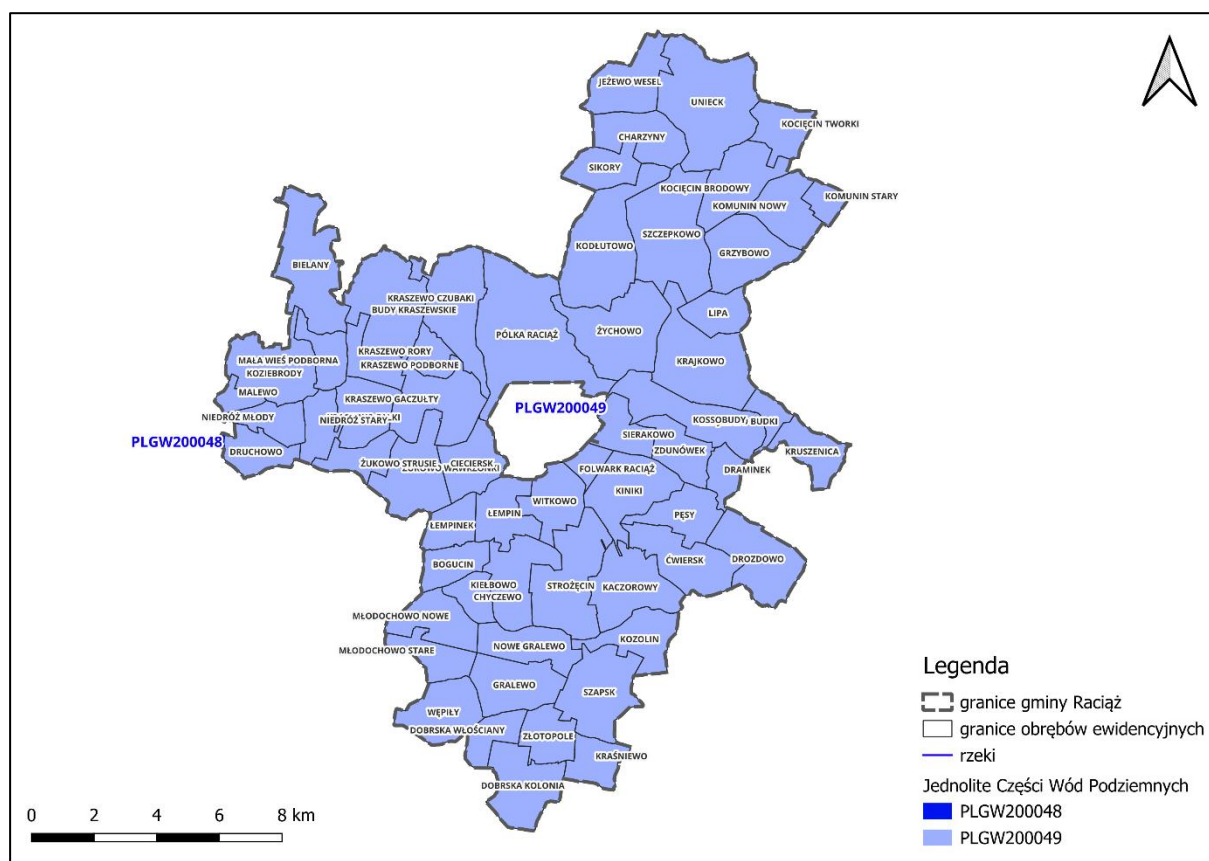 JEŻEWO WESEL
UNIECK
KOCIĘCIN TWORKI
CHARZYNY
SIKORY
KOCIĘCIN BRODOWY
KOMUNIN STARY
KOMUNIN NOWY
SZCZEPKOWO
KODŁUTOWO
GRZYBOWO
BIELANY
KRASZEWO CZUBAKI
BUDY KRASZEWSKIE
LIPA
PÓLKA RACIĄŻ
ŻYCHOWO
KRASZEWO RORY
MAŁA WIEŚ PODBORNA
KRAJKOWO
KRASZEWO PODBORNE
KOZIEBRODY
MALEWO
KRASZEWO GACZUŁTY
PLGW200049
NIEDRÓŻ MŁODY
NIEDRÓŻ STARY
KOSSOBUDY
BUDKI
SIERAKOWO
PLGW200048
DRUCHOWO
ZDUNÓWEK
KRUSZENICA
ŻUKOWO STRUSIE
CIECIERSK
FOLWARK RACIĄŻ
DRAMINEK
KINIKI
WITKOWO
ŁEMPIN
PĘSY
ŁEMPINEK
BOGUCIN
ĆWIERSK
DROZDOWO
KIEŁBOWO
STROŻĘCIN
KACZOROWY
CHYCZEWO
MŁODOCHOWO NOWE
KOZOLIN
NOWE GRALEWO
MŁODOCHOWO STARE
GRALEWO
SZAPSK
WĘPIŁY
DOBRSKA WŁOŚCIANY
ZŁOTOPOLE
KRAŚNIEWO
DOBRSKA KOLONIA
0 2 4 6 8 km
Legenda
granice gminy Raciąż
granice obrębów ewidencyjnych
rzeki
Jednolite Części Wód Podziemnych
PLGW200048
PLGW200049